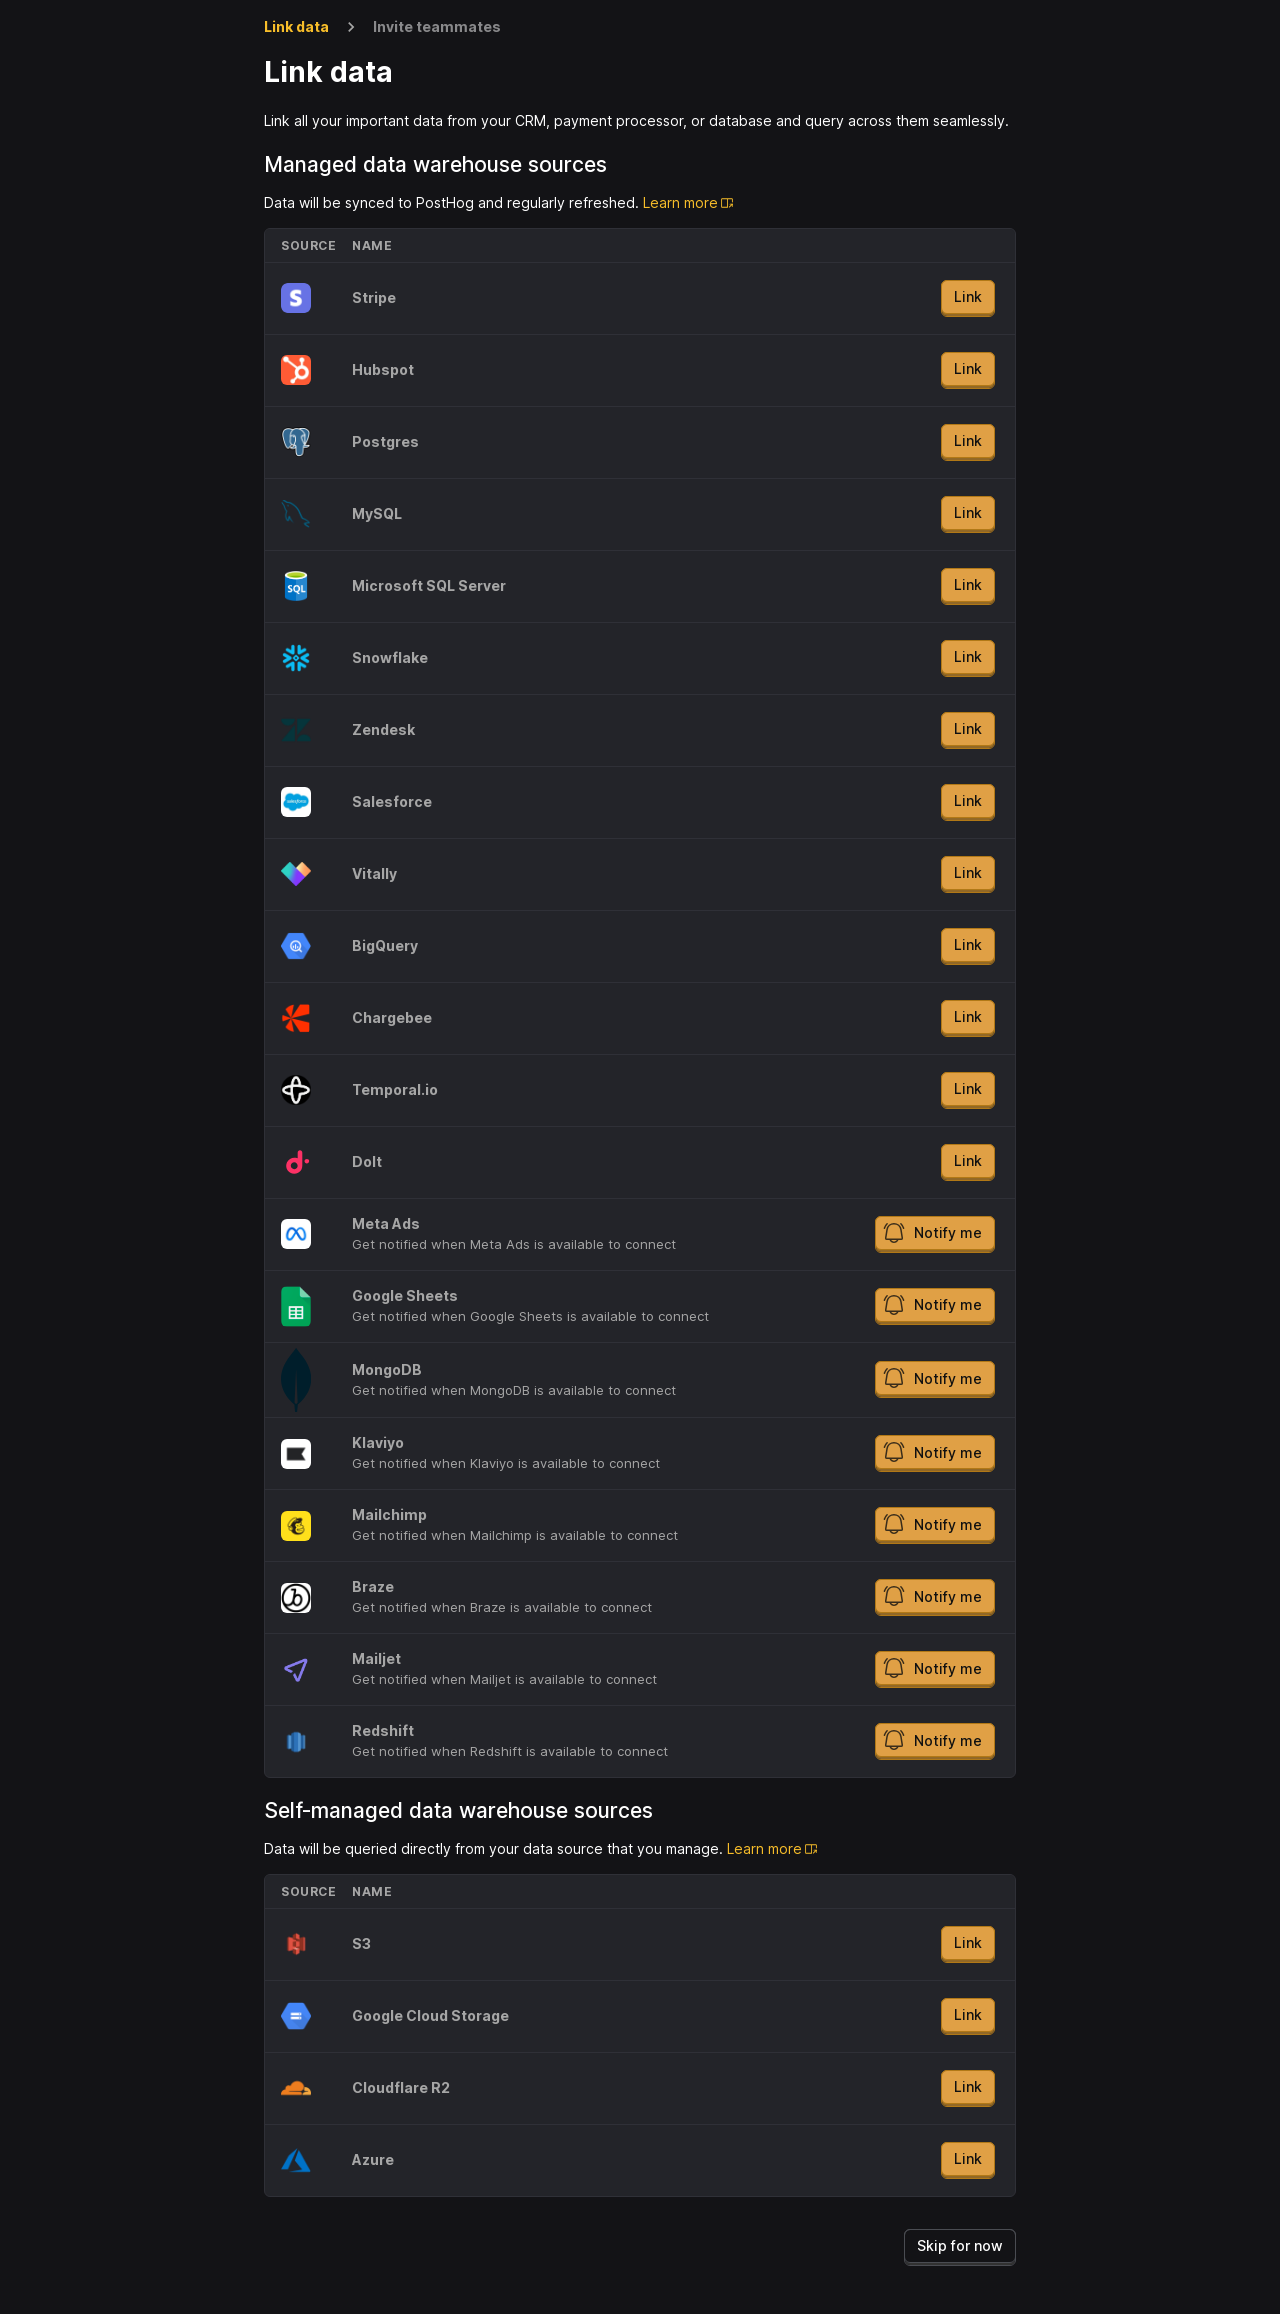 Link data > Invite teammates
Link data
Link all your important data from your CRM, payment processor, or database and query across them seamlessly.
Managed data warehouse sources
Data will be synced to PostHog and regularly refreshed. Learn more
SOURCE NAME
S Stripe Link
Hubspot Link
Postgres Link
MySQL Link
SQL Microsoft SQL Server Link
Snowflake Link
Zendesk Link
salesforce Salesforce Link
Vitally Link
BigQuery Link
Chargebee Link
Temporal.io Link
DoIt Link
Meta Ads
Get notified when Meta Ads is available to connect
Notify me
Google Sheets
Get notified when Google Sheets is available to connect
Notify me
MongoDB
Get notified when MongoDB is available to connect
Notify me
Klaviyo
Get notified when Klaviyo is available to connect
Notify me
Mailchimp
Get notified when Mailchimp is available to connect
Notify me
b Braze
Get notified when Braze is available to connect
Notify me
Mailjet
Get notified when Mailjet is available to connect
Notify me
Redshift
Get notified when Redshift is available to connect
Notify me
Self-managed data warehouse sources
Data will be queried directly from your data source that you manage. Learn more
SOURCE NAME
S3 Link
Google Cloud Storage Link
Cloudflare R2 Link
Azure Link
Skip for now